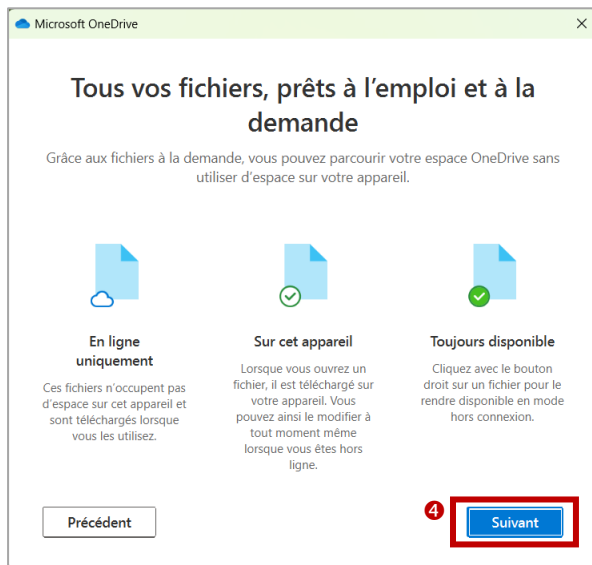 Microsoft OneDrive
Tous vos fichiers, prêts à l’emploi et à la
demande
Grâce aux fichiers à la demande, vous pouvez parcourir votre espace OneDrive sans
utiliser d’espace sur votre appareil.
En ligne
uniquement
Ces fichiers n’occupent pas
d’espace sur cet appareil et
sont téléchargés lorsque
vous les utilisez.
Sur cet appareil
Lorsque vous ouvrez un
fichier, il est téléchargé sur
votre appareil. Vous
pouvez ainsi le modifier à
tout moment même
lorsque vous êtes hors
ligne.
Toujours disponible
Cliquez avec le bouton
droit sur un fichier pour le
rendre disponible en mode
hors connexion.
Précédent
4
Suivant